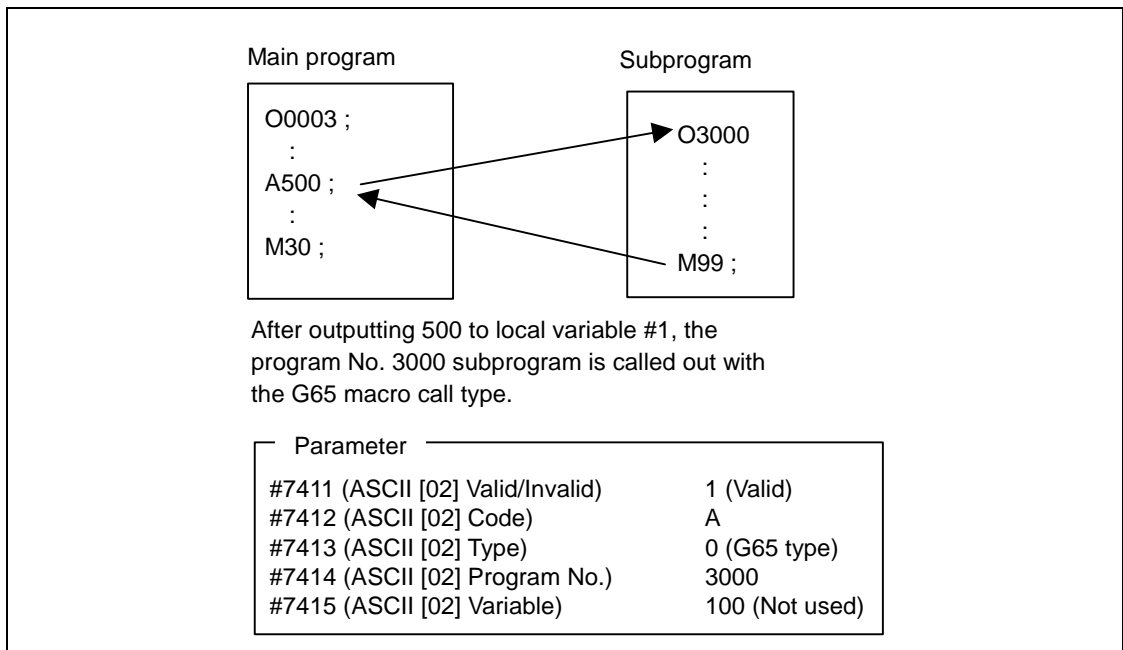 Main program
O0003 ;
:
A500 ;
:
M30 ;
Subprogram
O3000
:
:
:
M99 ;
After outputting 500 to local variable #1, the
program No. 3000 subprogram is called out with
the G65 macro call type.
Parameter
#7411 (ASCII [02] Valid/Invalid) 1 (Valid)
#7412 (ASCII [02] Code) A
#7413 (ASCII [02] Type) 0 (G65 type)
#7414 (ASCII [02] Program No.) 3000
#7415 (ASCII [02] Variable) 100 (Not used)